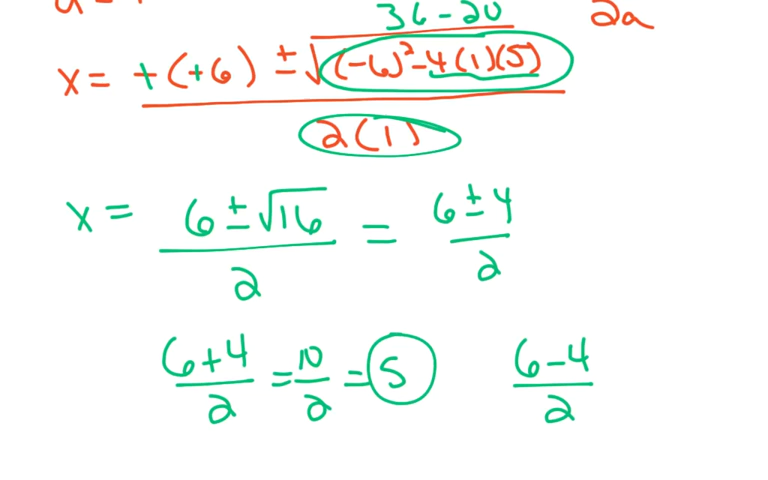 36-20
2a
x = +(+6) ± √(-6)²-4(1)(5)
2(1)
x = 6±√16 / 2 = 6±4 / 2
6+4 / 2 = 10 / 2 = 5 6-4 / 2